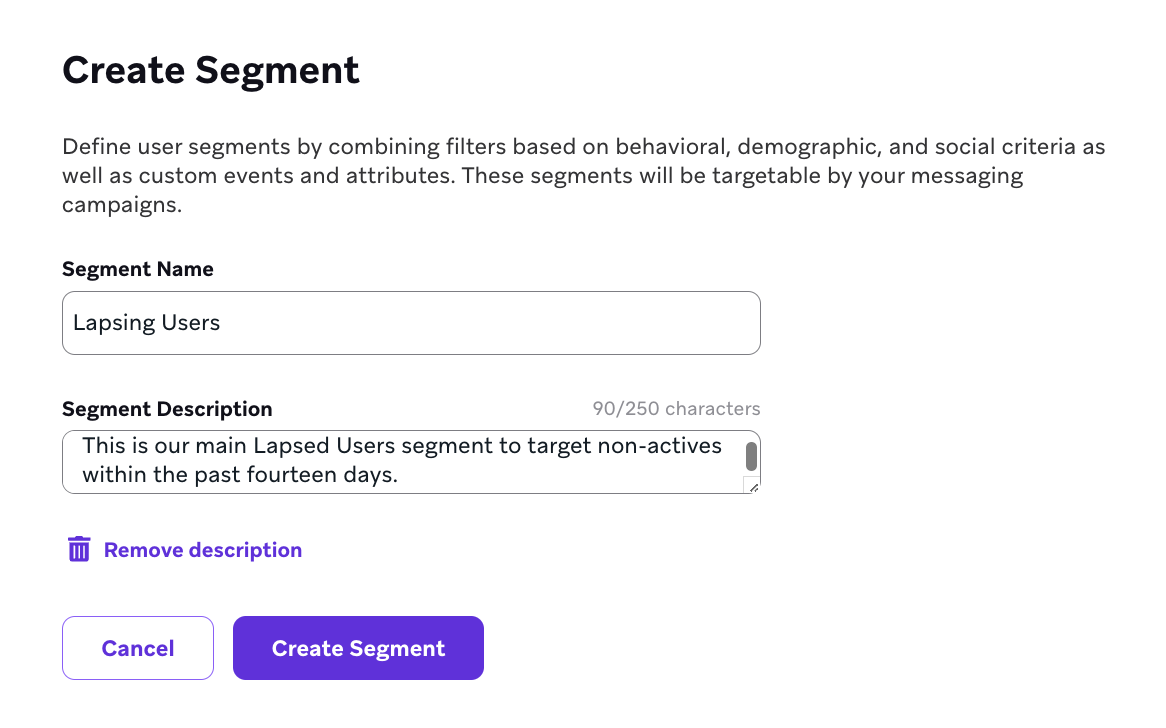 Create Segment
Define user segments by combining filters based on behavioral, demographic, and social criteria as
well as custom events and attributes. These segments will be targetable by your messaging
campaigns.
Segment Name
Lapsing Users
Segment Description
90/250 characters
This is our main Lapsed Users segment to target non-actives
within the past fourteen days.
Remove description
Cancel
Create Segment